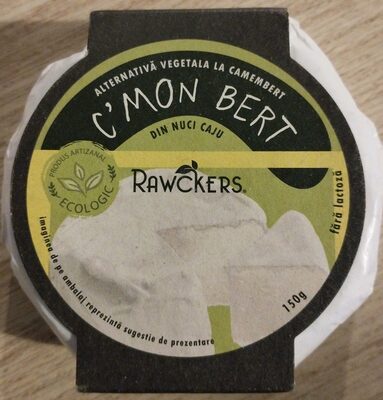 ALTERNATIVĂ VEGETALA LA CAMEMBERT
C'MON BERT
DIN NUCI CAJU
PRODUS ARTIZANAL
ECOLOGIC
RAWCKERS®
fără lactoză
150g
imaginea de pe ambalaj reprezintă sugestie de prezentare